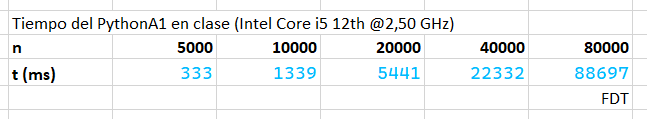 Tiempo del PythonA1 en clase (Intel Core i5 12th @2,50 GHz)
n 5000 10000 20000 40000 80000
t (ms) 333 1339 5441 22332 88697
FDT